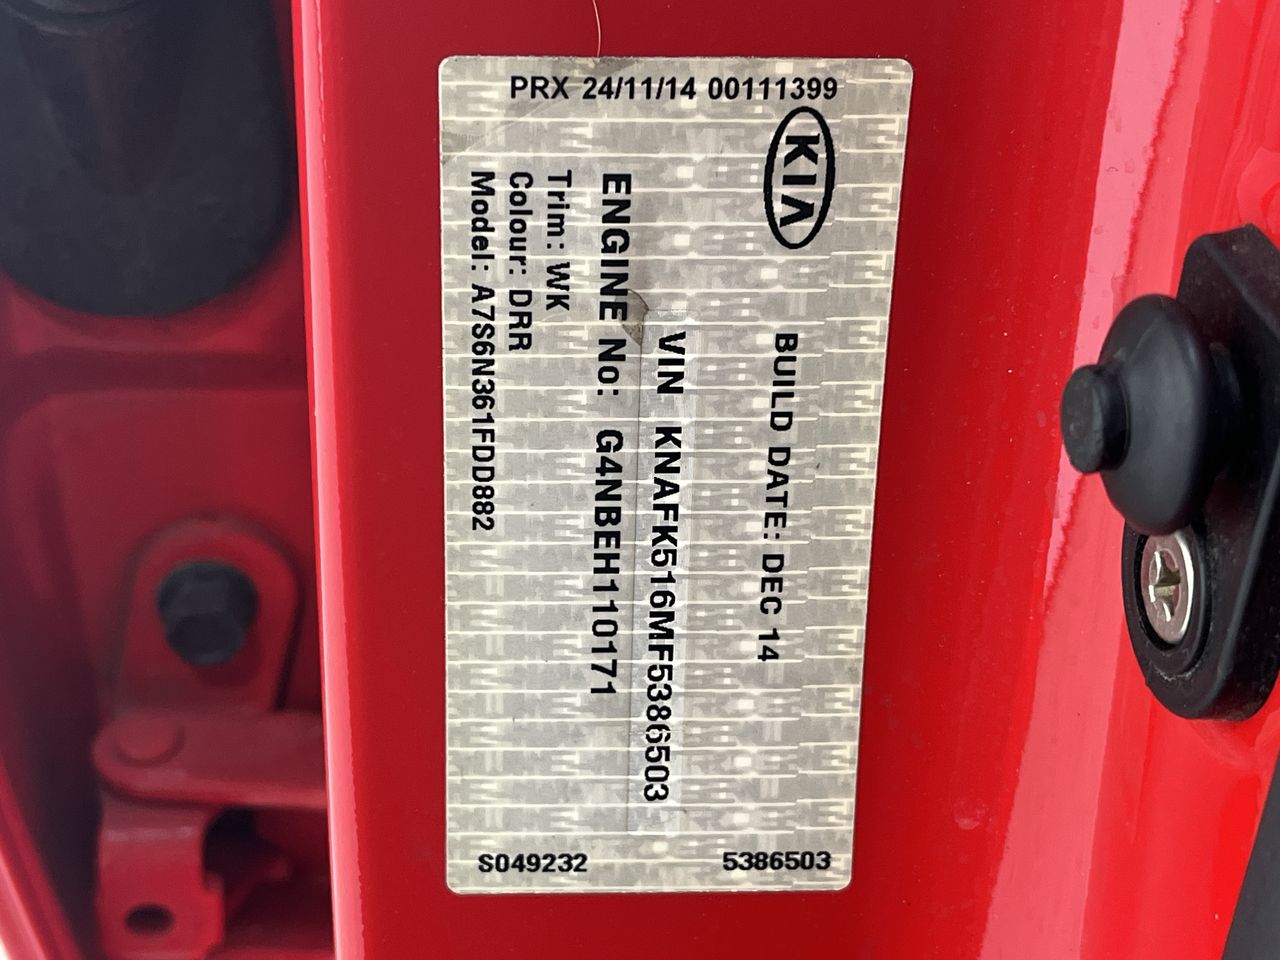 PRX 24/11/14 00111399
KIA
BUILD DATE: DEC 14
VIN KNAFK516MF5386503
ENGINE No: G4NBEH110171
Trim: WK
Colour: DRR
Model: A7S6N361FDD882
S049232
5386503